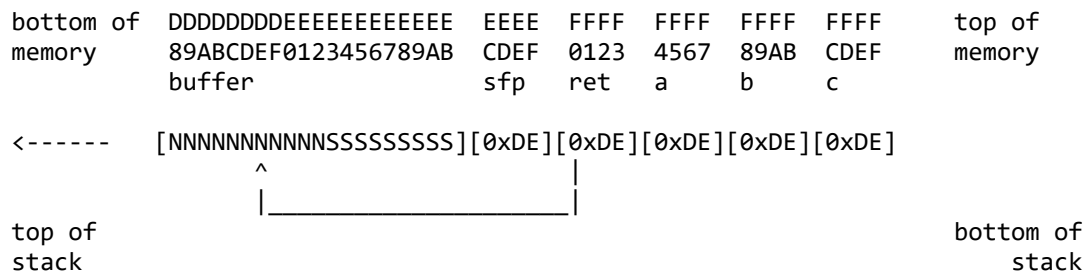 bottom of  DDDDDDDDEEEEEEEEEEEE  EEEE  FFFF  FFFF  FFFF  FFFF     top of
memory     89ABCDEF0123456789AB  CDEF  0123  4567  89AB  CDEF     memory
           buffer                sfp   ret   a     b     c
<------   [NNNNNNNNNNNSSSSSSSSS][0xDE][0xDE][0xDE][0xDE][0xDE]
                 ^                     |
                 |_____________________|
top of                                                            bottom of
stack                                                                 stack